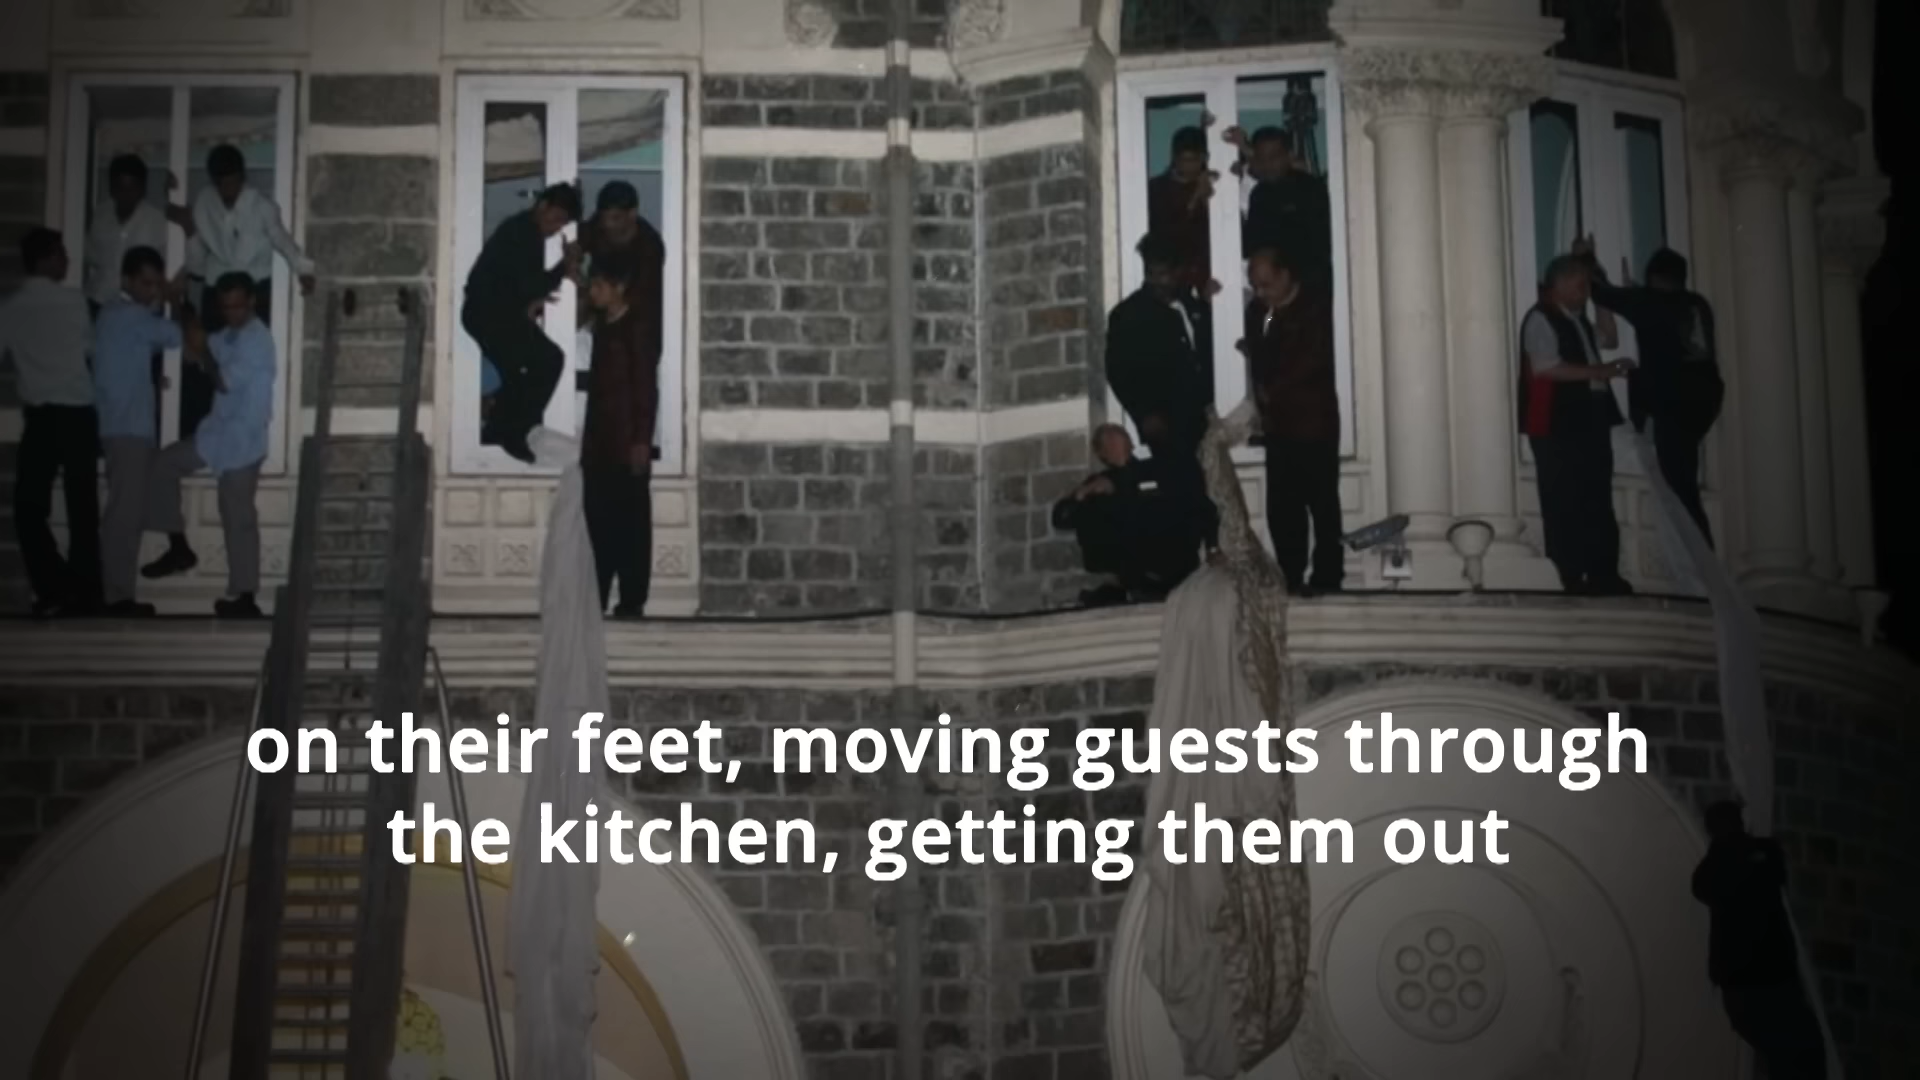 on their feet, moving guests through
the kitchen, getting them out